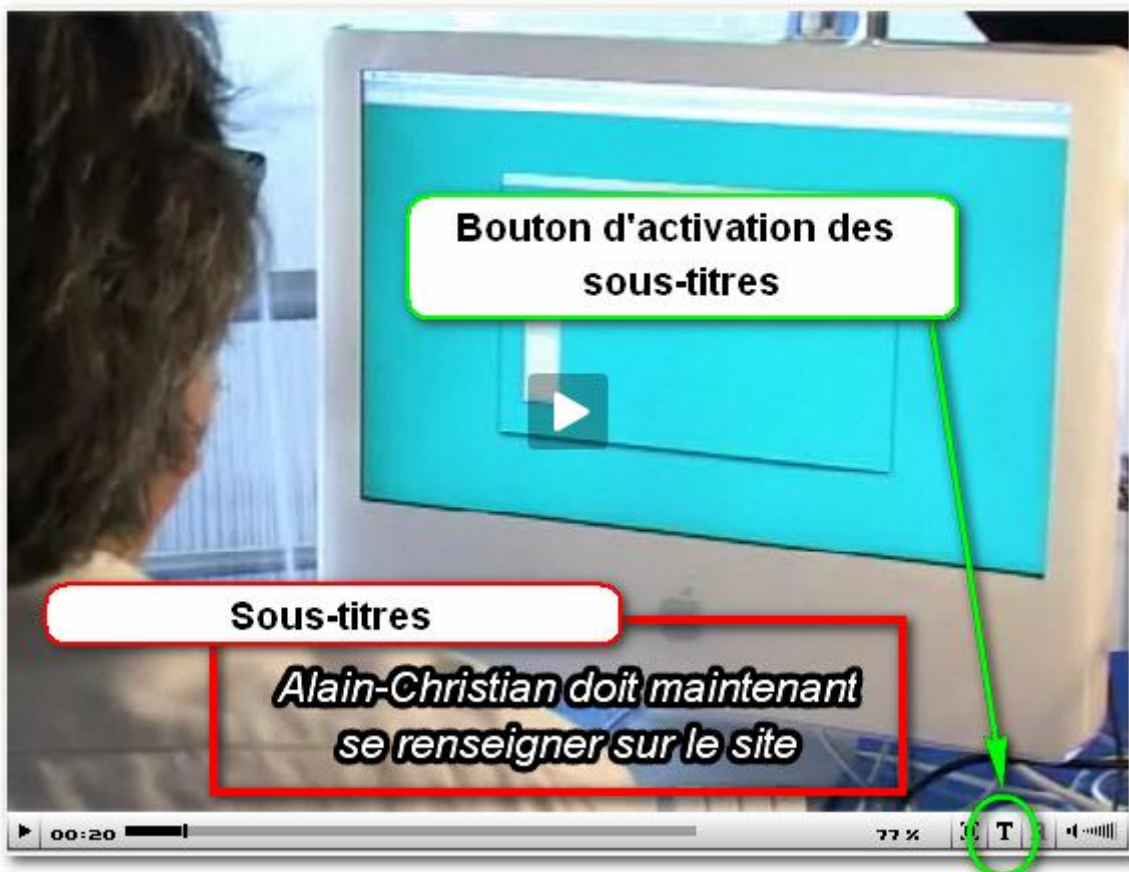 Bouton d'activation des
sous-titres
Sous-titres
Alain-Christian doit maintenant
se renseigner sur le site
00:20
77 %
T